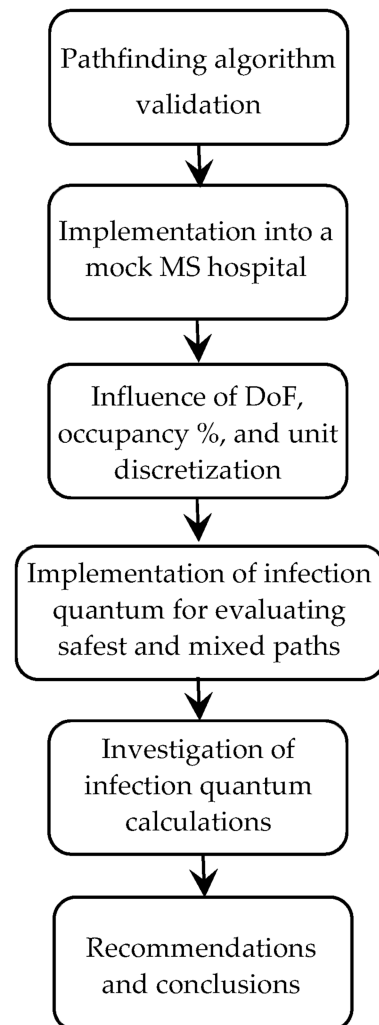 Pathfinding algorithm
validation
Implementation into a
mock MS hospital
Influence of DoF,
occupancy %, and unit
discretization
Implementation of infection
quantum for evaluating
safest and mixed paths
Investigation of
infection quantum
calculations
Recommendations
and conclusions